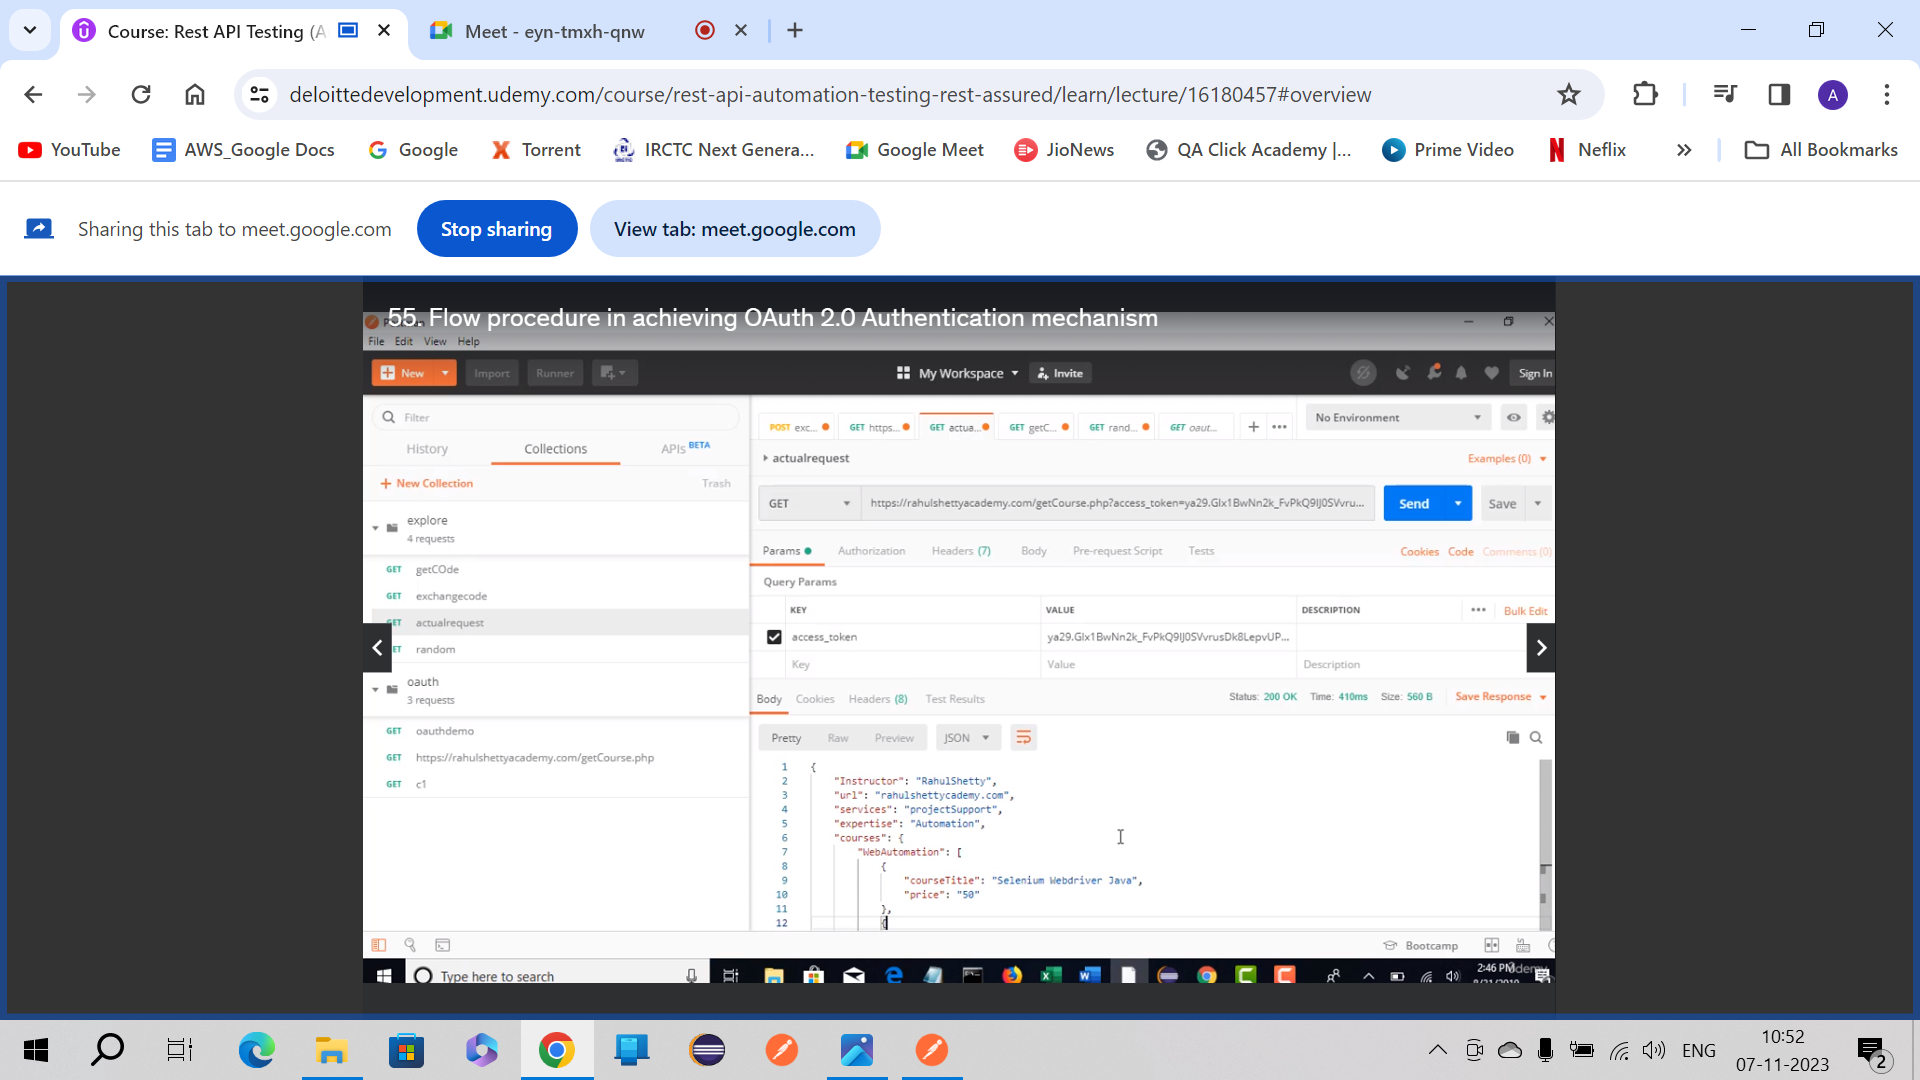 Course: Rest API Testing (A
Meet - eyn-tmxh-qnw
deloittedevelopment.udemy.com/course/rest-api-automation-testing-rest-assured/learn/lecture/16180457#overview
A
YouTube AWS_Google Docs Google Torrent IRCTC Next Genera... Google Meet JioNews QA Click Academy |... Prime Video Neflix » All Bookmarks
Sharing this tab to meet.google.com Stop sharing View tab: meet.google.com
55. Flow procedure in achieving OAuth 2.0 Authentication mechanism
File Edit View Help
New Import Runner My Workspace Invite Sign In
Filter
History Collections APIs BETA
New Collection Trash
explore
4 requests
GET getCOde
GET exchangecode
GET actualrequest
ET random
oauth
3 requests
GET oauthdemo
GET https://rahulshettyacademy.com/getCourse.php
GET c1
POST exc... GET https... GET actua... GET getC... GET rand... GET oaut... No Environment
actualrequest Examples (0)
GET https://rahulshettyacademy.com/getCourse.php?access_token=ya29.Glx1BwNn2k_FvPkQ9IJ0SVvru... Send Save
Params Authorization Headers (7) Body Pre-request Script Tests Cookies Code Comments (0)
Query Params
KEY VALUE DESCRIPTION Bulk Edit
access_token ya29.Glx1BwNn2k_FvPkQ9IJ0SVvrusDk8LepvUP...
Key Value Description
Body Cookies Headers (8) Test Results Status: 200 OK Time: 410ms Size: 560 B Save Response
Pretty Raw Preview JSON
1 {
2 "Instructor": "RahulShetty",
3 "url": "rahulshettycademy.com",
4 "services": "projectSupport",
5 "expertise": "Automation",
6 "courses": {
7 "WebAutomation": [
8 {
9 "courseTitle": "Selenium Webdriver Java",
10 "price": "50"
11 },
12 {
Bootcamp
Type here to search 2:46 PM
ENG 10:52
07-11-2023 2